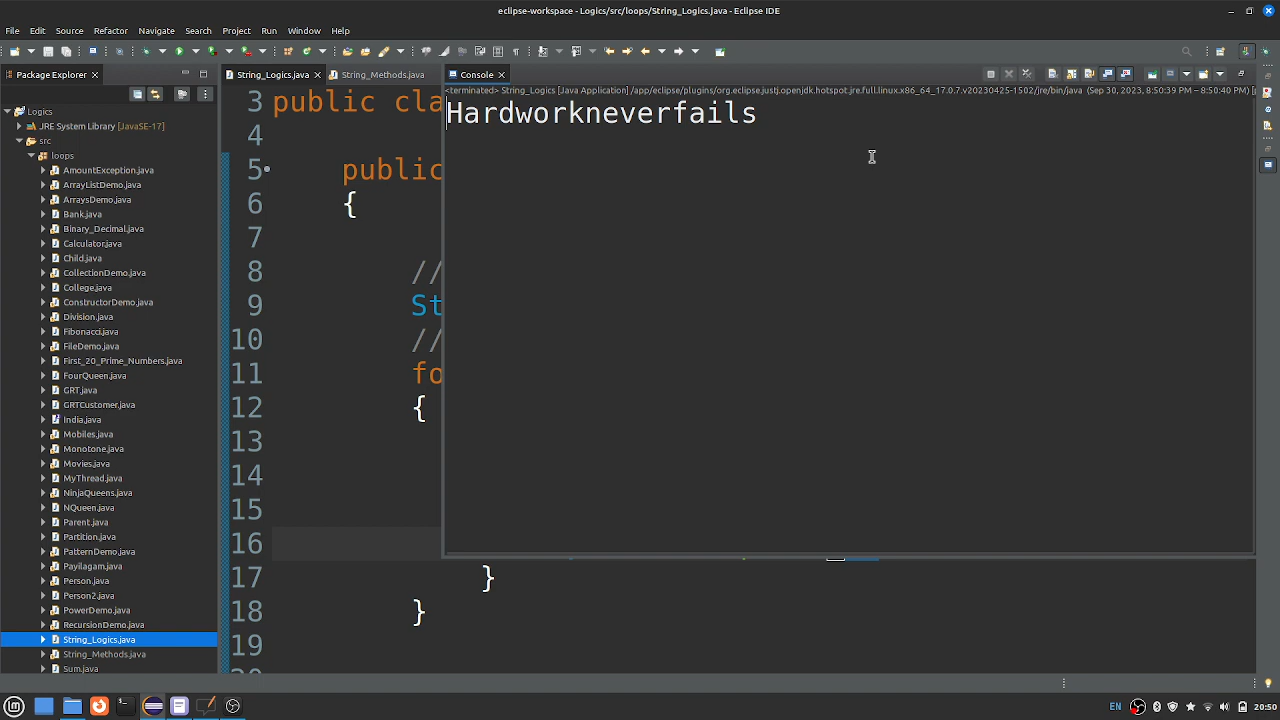 eclipse-workspace - Logics/src/loops/String_Logics.java - Eclipse IDE
File Edit Source Refactor Navigate Search Project Run Window Help
Package Explorer
String_Logics.java
String_Methods.java
Console
<terminated> String_Logics [Java Application] /app/eclipse/plugins/org.eclipse.justj.openjdk.hotspot.jre.full.linux.x86_64_17.0.7.v20230425-1502/jre/bin/java (Sep 30, 2023, 8:50:39 PM – 8:50:40 PM) [
Hardworkneverfails
Logics
JRE System Library [JavaSE-17]
src
loops
AmountException.java
ArrayListDemo.java
ArraysDemo.java
Bank.java
Binary_Decimal.java
Calculator.java
Child.java
CollectionDemo.java
College.java
ConstructorDemo.java
Division.java
Fibonacci.java
FileDemo.java
First_20_Prime_Numbers.java
FourQueen.java
GRT.java
GRTCustomer.java
India.java
Mobiles.java
Monotone.java
Movies.java
MyThread.java
NinjaQueens.java
NQueen.java
Parent.java
Partition.java
PatternDemo.java
Payilagam.java
Person.java
Person2.java
PowerDemo.java
RecursionDemo.java
String_Logics.java
String_Methods.java
Sum.java
3 public cla
4
5 public
6 {
7
8 //
9 St
10 //
11 fo
12 {
13
14
15
16
17 }
18 }
19
EN
20:50